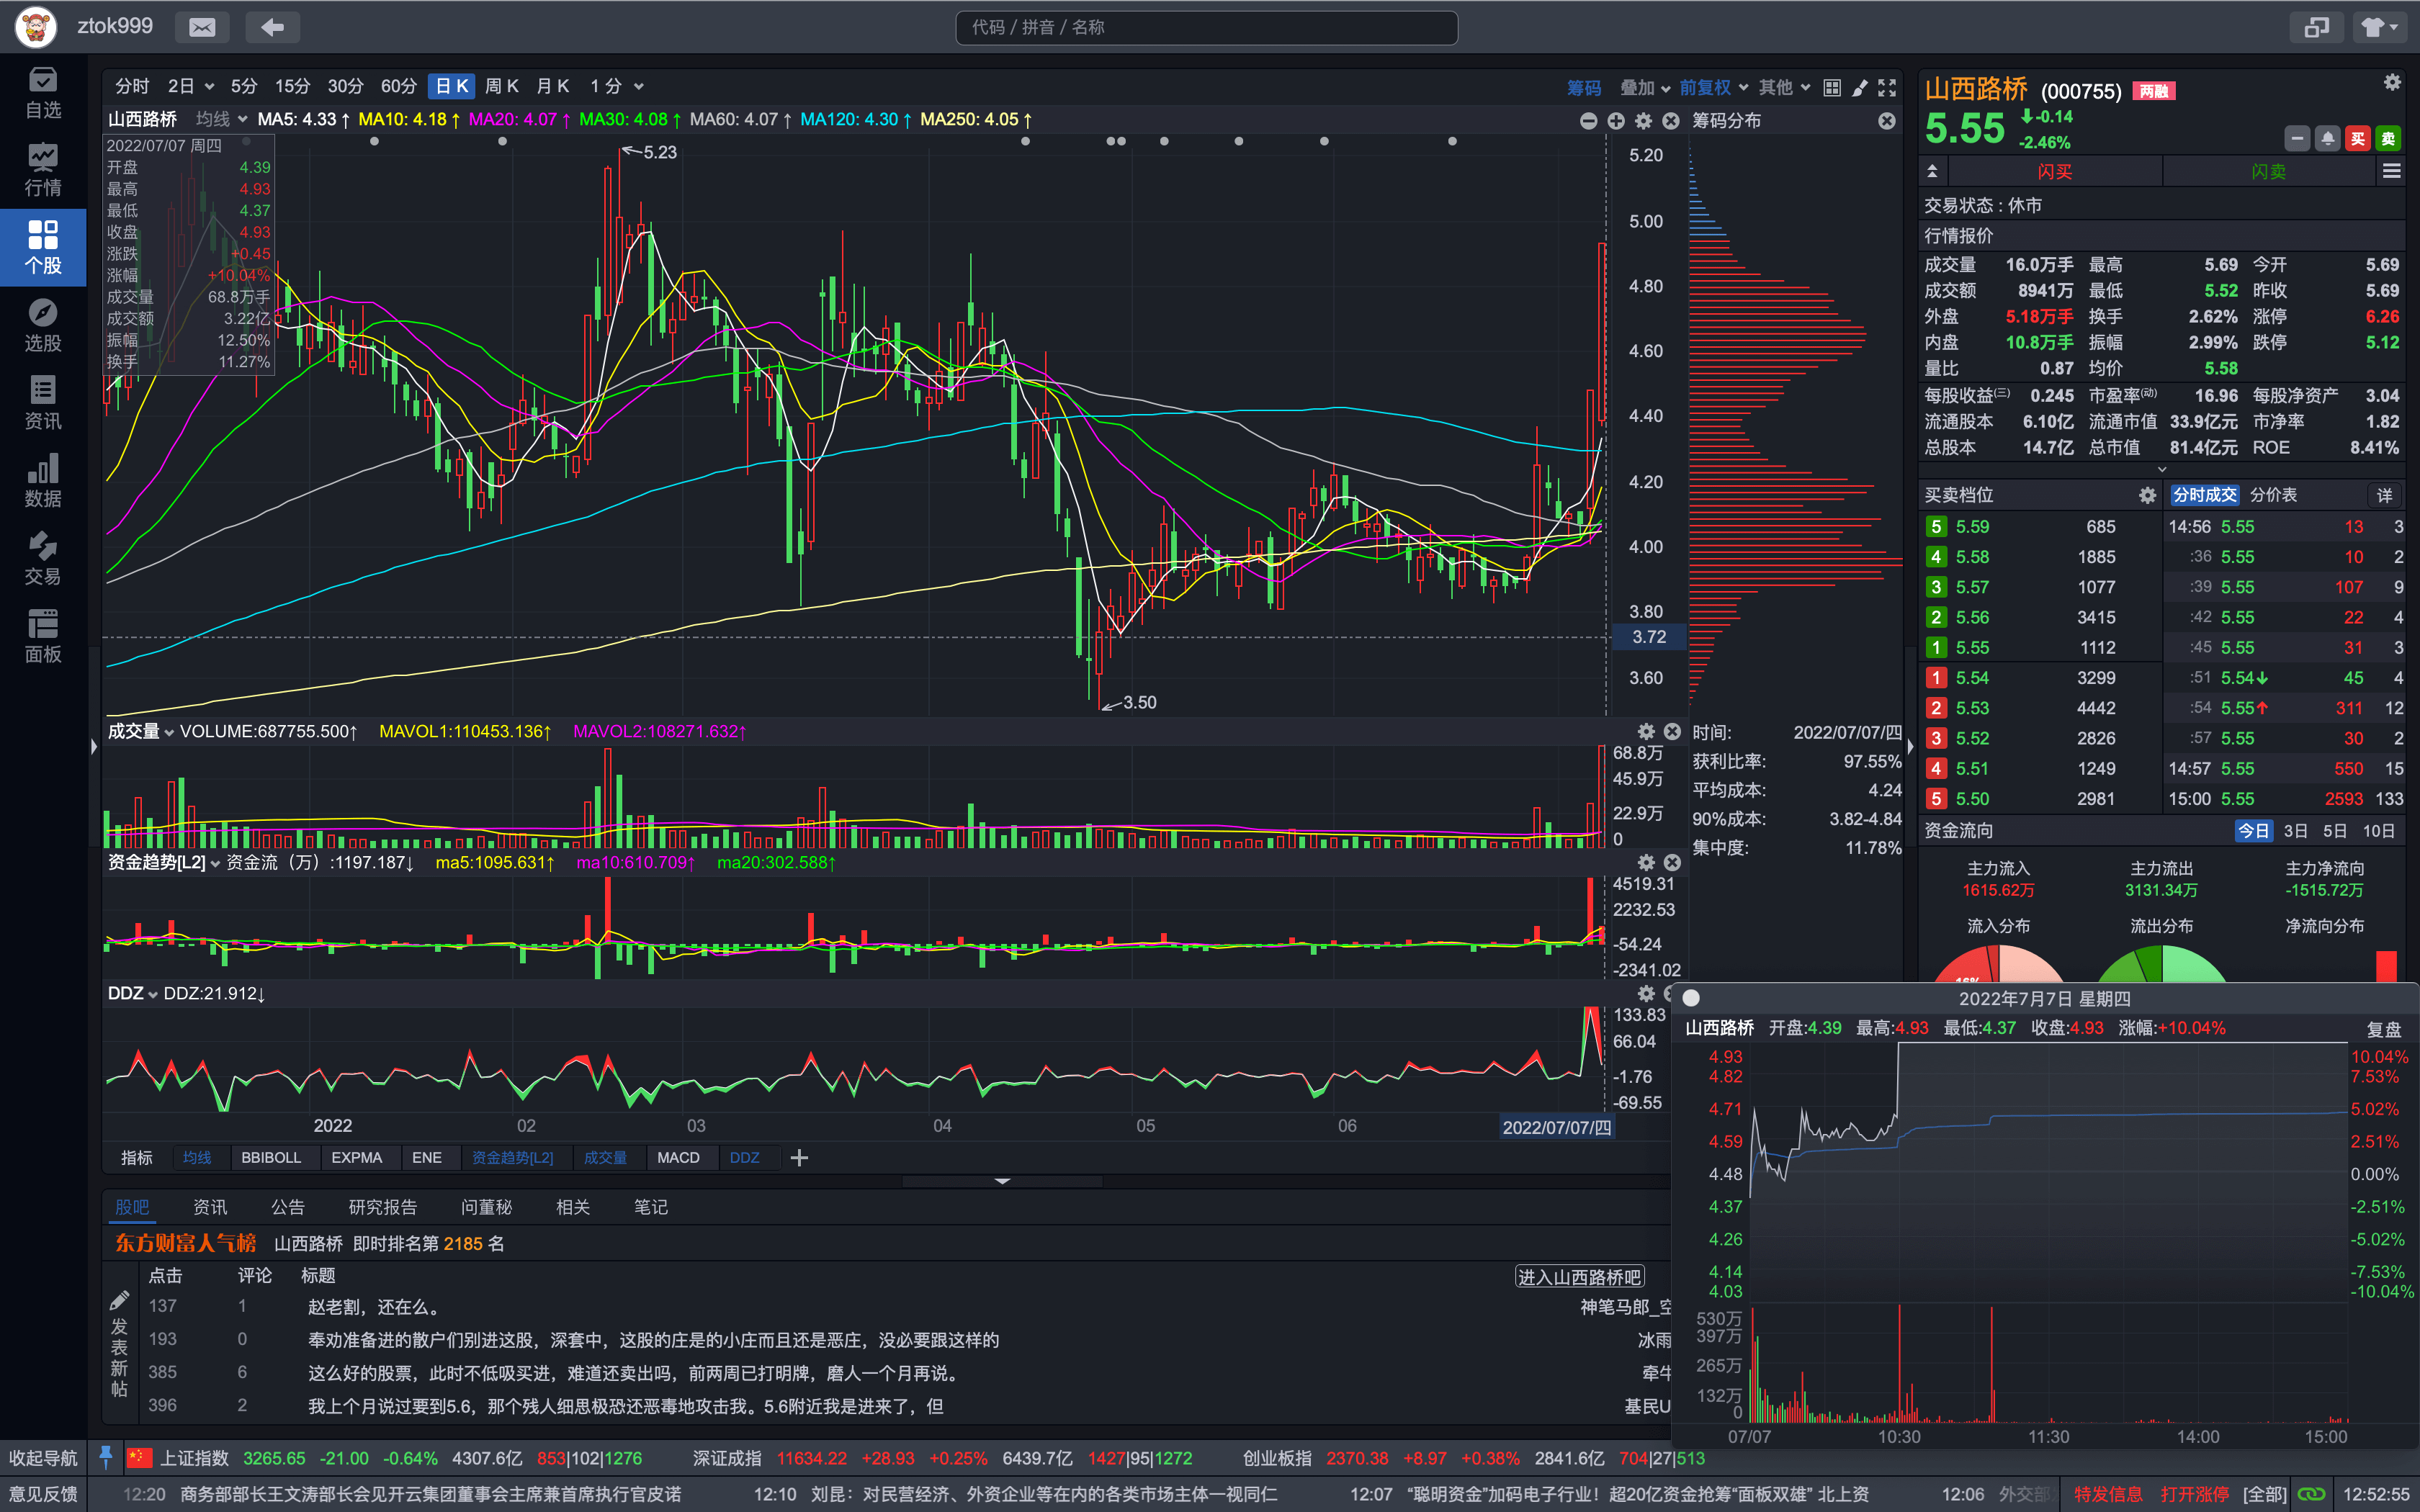 ztok999
代码 / 拼音 / 名称
自选
行情
个股
选股
资讯
数据
交易
面板
分时 2日 5分 15分 30分 60分 日K 周K 月K 1分
筹码 叠加 前复权 其他
山西路桥 均线 MA5: 4.33↑ MA10: 4.18↑ MA20: 4.07↑ MA30: 4.08↑ MA60: 4.07↑ MA120: 4.30↑ MA250: 4.05↑
筹码分布
2022/07/07 周四
开盘 4.39
最高 4.93
最低 4.37
收盘 4.93
涨跌 +0.45
涨幅 +10.04%
成交量 68.8万手
成交额 3.22亿
振幅 12.50%
换手 11.27%
5.23
3.50
5.20
5.00
4.80
4.60
4.40
4.20
4.00
3.80
3.72
3.60
成交量 VOLUME:687755.500↑ MAVOL1:110453.136↑ MAVOL2:108271.632↑
68.8万
45.9万
22.9万
0
时间: 2022/07/07/四
获利比率: 97.55%
平均成本: 4.24
90%成本: 3.82-4.84
集中度: 11.78%
资金趋势[L2] 资金流（万）:1197.187↓ ma5:1095.631↑ ma10:610.709↑ ma20:302.588↑
4519.31
2232.53
-54.24
-2341.02
DDZ DDZ:21.912↓
133.83
66.04
-1.76
-69.55
2022 02 03 04 05 06 2022/07/07/四
指标 均线 BBIBOLL EXPMA ENE 资金趋势[L2] 成交量 MACD DDZ
股吧 资讯 公告 研究报告 问董秘 相关 笔记
东方财富人气榜 山西路桥 即时排名第 2185 名
点击 评论 标题
进入山西路桥吧
发表新帖
137 1 赵老割，还在么。 神笔马郎_空
193 0 奉劝准备进的散户们别进这股，深套中，这股的庄是的小庄而且还是恶庄，没必要跟这样的 冰雨
385 6 这么好的股票，此时不低吸买进，难道还卖出吗，前两周已打明牌，磨人一个月再说。 牵牛
396 2 我上个月说过要到5.6，那个残人细思极恐还恶毒地攻击我。5.6附近我是进来了，但 基民U
山西路桥 (000755) 两融
5.55 -0.14
-2.46%
买 卖
闪买 闪卖
交易状态 : 休市
行情报价
成交量 16.0万手 最高 5.69 今开 5.69
成交额 8941万 最低 5.52 昨收 5.69
外盘 5.18万手 换手 2.62% 涨停 6.26
内盘 10.8万手 振幅 2.99% 跌停 5.12
量比 0.87 均价 5.58
每股收益(三) 0.245 市盈率(动) 16.96 每股净资产 3.04
流通股本 6.10亿 流通市值 33.9亿元 市净率 1.82
总股本 14.7亿 总市值 81.4亿元 ROE 8.41%
买卖档位
分时成交 分价表 详
5 5.59 685
4 5.58 1885
3 5.57 1077
2 5.56 3415
1 5.55 1112
1 5.54 3299
2 5.53 4442
3 5.52 2826
4 5.51 1249
5 5.50 2981
14:56 5.55 13 3
:36 5.55 10 2
:39 5.55 107 9
:42 5.55 22 4
:45 5.55 31 3
:51 5.54↓ 45 4
:54 5.55↑ 311 12
:57 5.55 30 2
14:57 5.55 550 15
15:00 5.55 2593 133
资金流向 今日 3日 5日 10日
主力流入 主力流出 主力净流向
1615.62万 3131.34万 -1515.72万
流入分布 流出分布 净流向分布
16%
2022年7月7日 星期四
山西路桥 开盘:4.39 最高:4.93 最低:4.37 收盘:4.93 涨幅:+10.04% 复盘
4.93 10.04%
4.82 7.53%
4.71 5.02%
4.59 2.51%
4.48 0.00%
4.37 -2.51%
4.26 -5.02%
4.14 -7.53%
4.03 -10.04%
530万
397万
265万
132万
0
07/07 10:30 11:30 14:00 15:00
收起导航 上证指数 3265.65 -21.00 -0.64% 4307.6亿 853|102|1276 深证成指 11634.22 +28.93 +0.25% 6439.7亿 1427|95|1272 创业板指 2370.38 +8.97 +0.38% 2841.6亿 704|27|513
意见反馈 12:20 商务部部长王文涛部长会见开云集团董事会主席兼首席执行官皮诺 12:10 刘昆：对民营经济、外资企业等在内的各类市场主体一视同仁 12:07 “聪明资金”加码电子行业！超20亿资金抢筹“面板双雄” 北上资 12:06 外交部 特发信息 打开涨停 [全部] 12:52:55